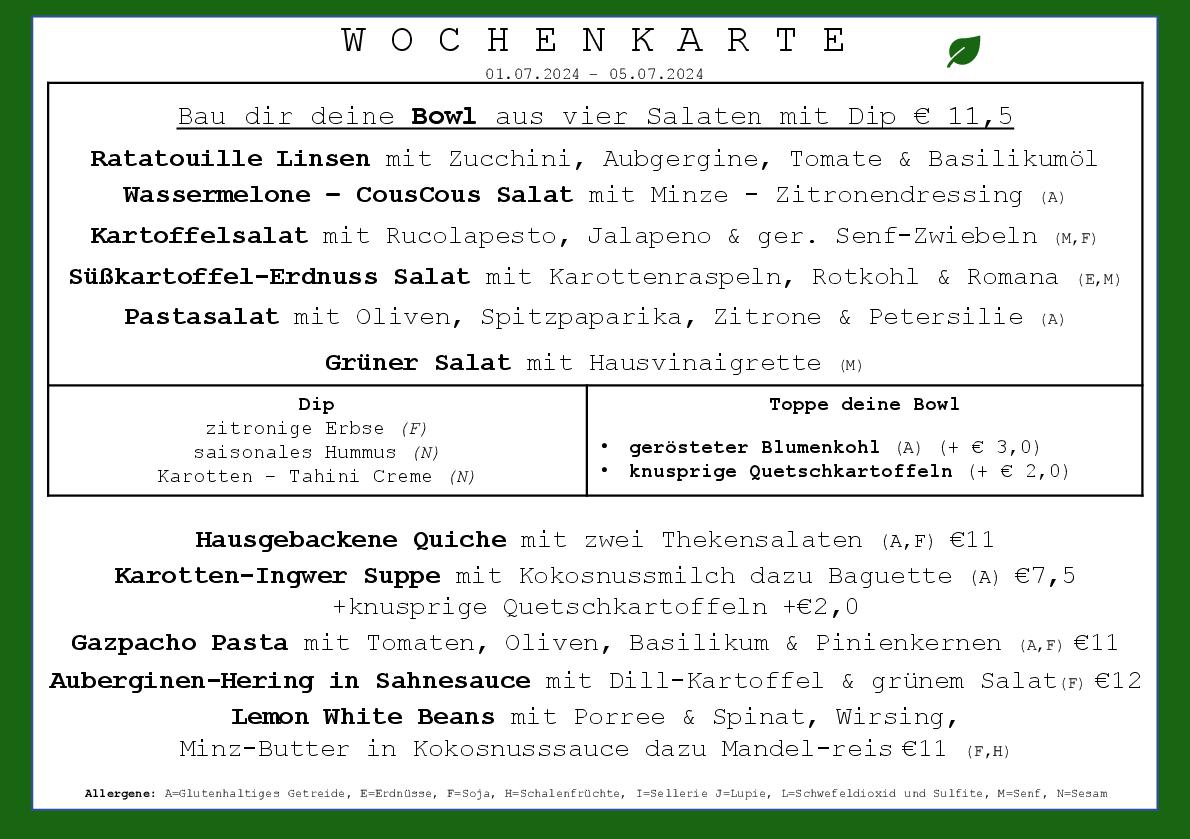 WOCHENKARTE
01.07.2024 – 05.07.2024
Bau dir deine Bowl aus vier Salaten mit Dip € 11,5
Ratatouille Linsen mit Zucchini, Aubgergine, Tomate & Basilikumöl
Wassermelone – CousCous Salat mit Minze - Zitronendressing (A)
Kartoffelsalat mit Rucolapesto, Jalapeno & ger. Senf-Zwiebeln (M,F)
Süßkartoffel-Erdnuss Salat mit Karottenraspeln, Rotkohl & Romana (E,M)
Pastasalat mit Oliven, Spitzpaparika, Zitrone & Petersilie (A)
Grüner Salat mit Hausvinaigrette (M)
Dip
zitronige Erbse (F)
saisonales Hummus (N)
Karotten – Tahini Creme (N)
Toppe deine Bowl
• gerösteter Blumenkohl (A) (+ € 3,0)
• knusprige Quetschkartoffeln (+ € 2,0)
Hausgebackene Quiche mit zwei Thekensalaten (A,F) €11
Karotten-Ingwer Suppe mit Kokosnussmilch dazu Baguette (A) €7,5
+knusprige Quetschkartoffeln +€2,0
Gazpacho Pasta mit Tomaten, Oliven, Basilikum & Pinienkernen (A,F) €11
Auberginen-Hering in Sahnesauce mit Dill-Kartoffel & grünem Salat(F) €12
Lemon White Beans mit Porree & Spinat, Wirsing,
Minz-Butter in Kokosnusssauce dazu Mandel-reis €11 (F,H)
Allergene: A=Glutenhaltiges Getreide, E=Erdnüsse, F=Soja, H=Schalenfrüchte, I=Sellerie J=Lupie, L=Schwefeldioxid und Sulfite, M=Senf, N=Sesam